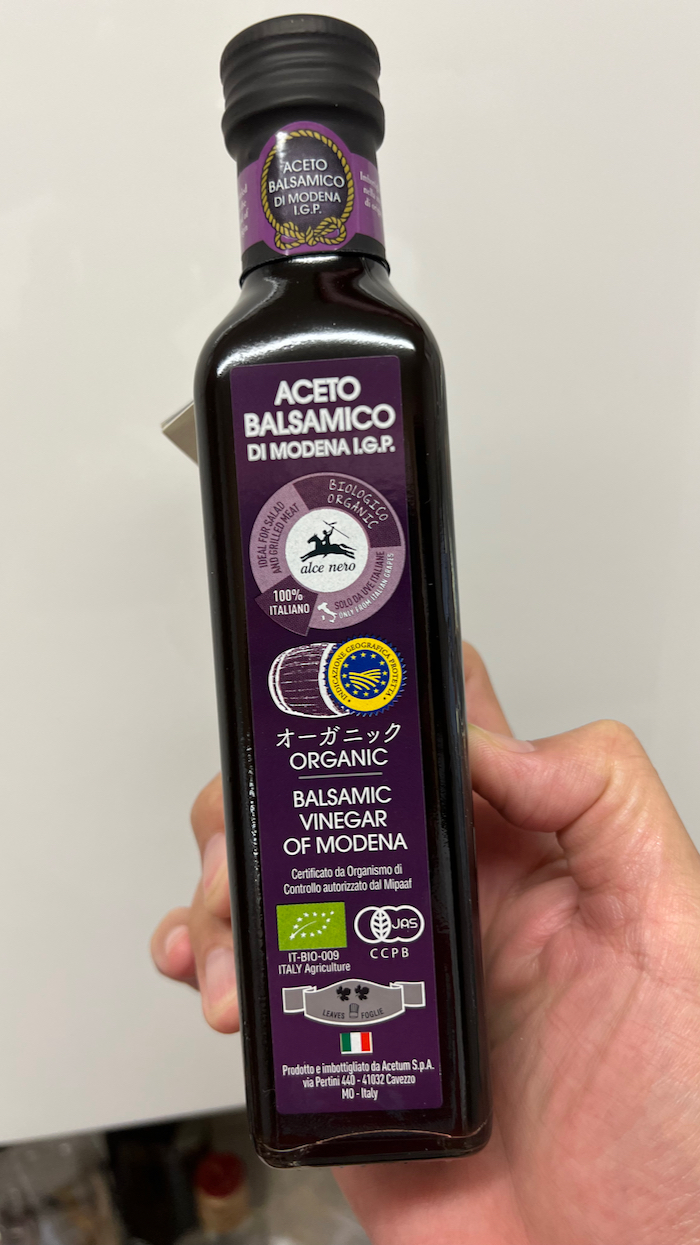 ACETO
BALSAMICO
DI MODENA
I.G.P.
ACETO
BALSAMICO
DI MODENA I.G.P.
BIOLOGICO
ORGANIC
IDEAL FOR SALAD
AND GRILLED MEAT
alce nero
100%
ITALIANO
SOLO DA UVE ITALIANE
ONLY FROM ITALIAN GRAPES
INDICAZIONE GEOGRAFICA PROTETTA
オーガニック
ORGANIC
BALSAMIC
VINEGAR
OF MODENA
Certificato da Organismo di
Controllo autorizzato dal Mipaaf
JAS
IT-BIO-009
CCPB
ITALY Agriculture
LEAVES FOGLIE
Prodotto e imbottigliato da Acetum S.p.A.
via Pertini 440 - 41032 Cavezzo
MO - Italy